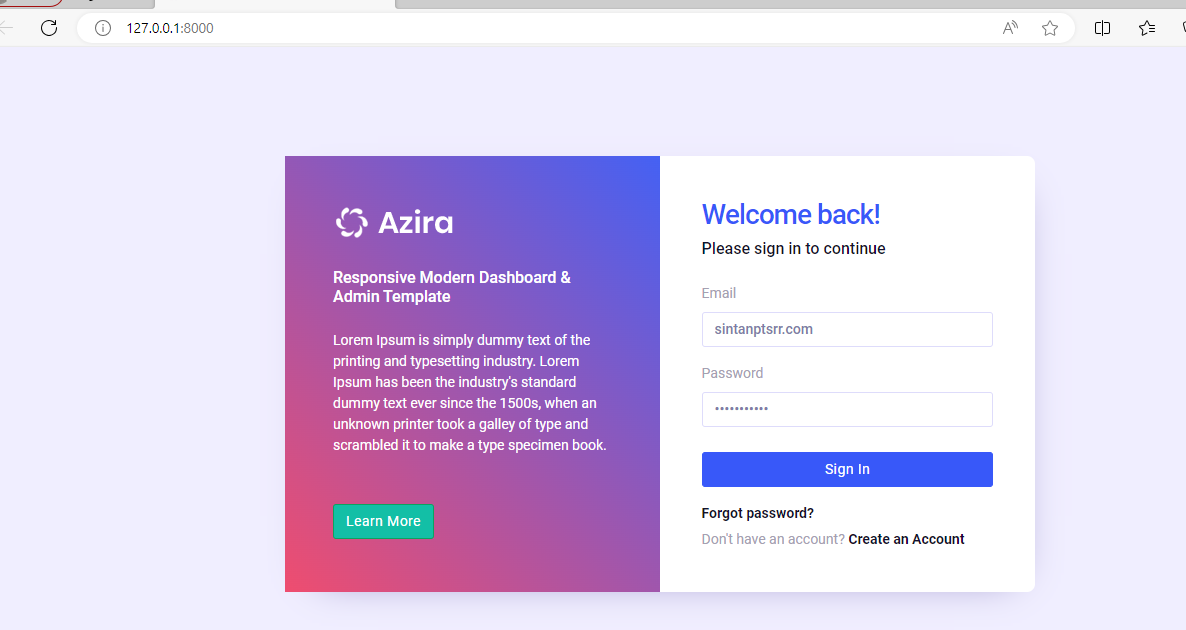 127.0.0.1:8000
Azira
Responsive Modern Dashboard &
Admin Template
Lorem Ipsum is simply dummy text of the
printing and typesetting industry. Lorem
Ipsum has been the industry's standard
dummy text ever since the 1500s, when an
unknown printer took a galley of type and
scrambled it to make a type specimen book.
Learn More
Welcome back!
Please sign in to continue
Email
sintanptsrr.com
Password
•••••••••••
Sign In
Forgot password?
Don't have an account? Create an Account